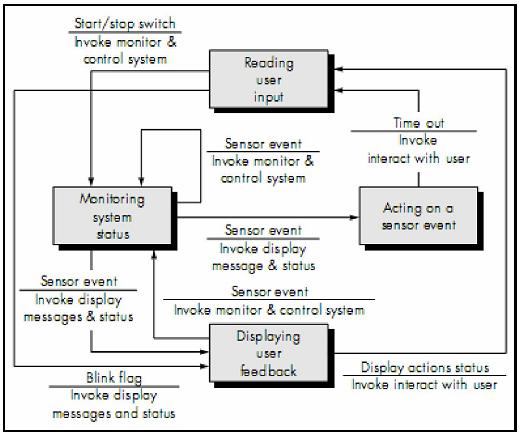 Start/stop switch
Invoke monitor &
control system
Reading
user
input
Time out
Invoke
interact with user
Sensor event
Invoke monitor &
control system
Monitoring
system
status
Acting on a
sensor event
Sensor event
Invoke display
message & status
Sensor event
Invoke display
messages & status
Sensor event
Invoke monitor & control system
Displaying
user
feedback
Blink flag
Invoke display
messages and status
Display actions status
Invoke interact with user